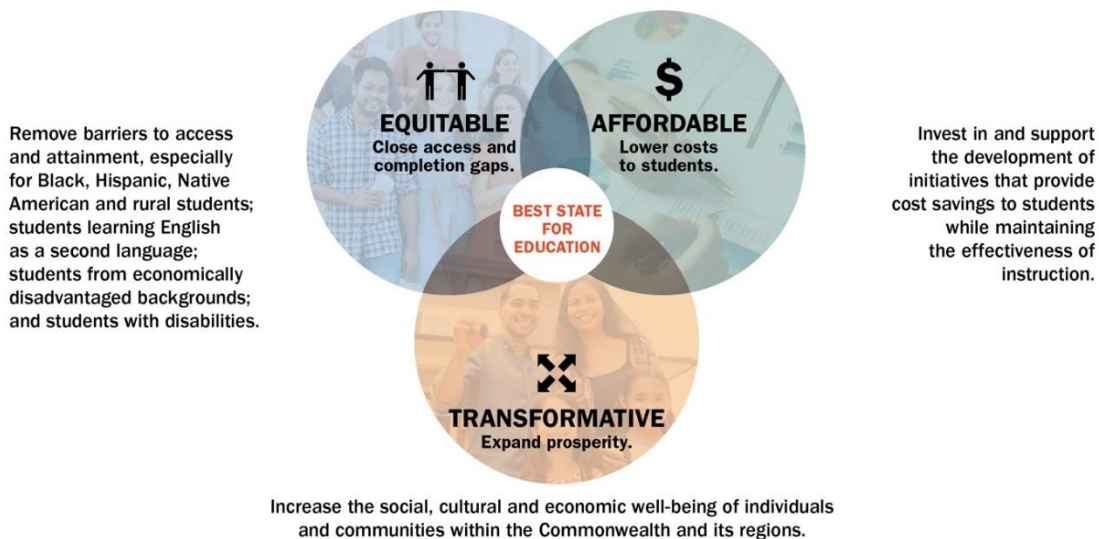 EQUITABLE
Close access and
completion gaps.
$
AFFORDABLE
Lower costs
to students.
Remove barriers to access
and attainment, especially
for Black, Hispanic, Native
American and rural students;
students learning English
as a second language;
students from economically
disadvantaged backgrounds;
and students with disabilities.
BEST STATE
FOR
EDUCATION
Invest in and support
the development of
initiatives that provide
cost savings to students
while maintaining
the effectiveness of
instruction.
TRANSFORMATIVE
Expand prosperity.
Increase the social, cultural and economic well-being of individuals
and communities within the Commonwealth and its regions.